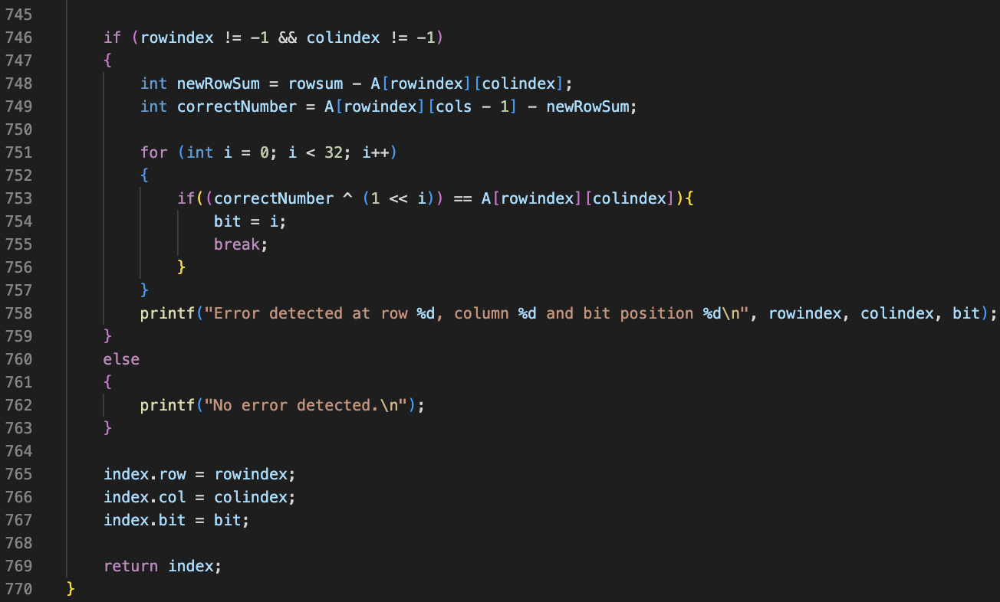 745
746 if (rowindex != -1 && colindex != -1)
747 {
748 int newRowSum = rowsum - A[rowindex][colindex];
749 int correctNumber = A[rowindex][cols - 1] - newRowSum;
750
751 for (int i = 0; i < 32; i++)
752 {
753 if((correctNumber ^ (1 << i)) == A[rowindex][colindex]){
754 bit = i;
755 break;
756 }
757 }
758 printf("Error detected at row %d, column %d and bit position %d\n", rowindex, colindex, bit);
759 }
760 else
761 {
762 printf("No error detected.\n");
763 }
764
765 index.row = rowindex;
766 index.col = colindex;
767 index.bit = bit;
768
769 return index;
770 }